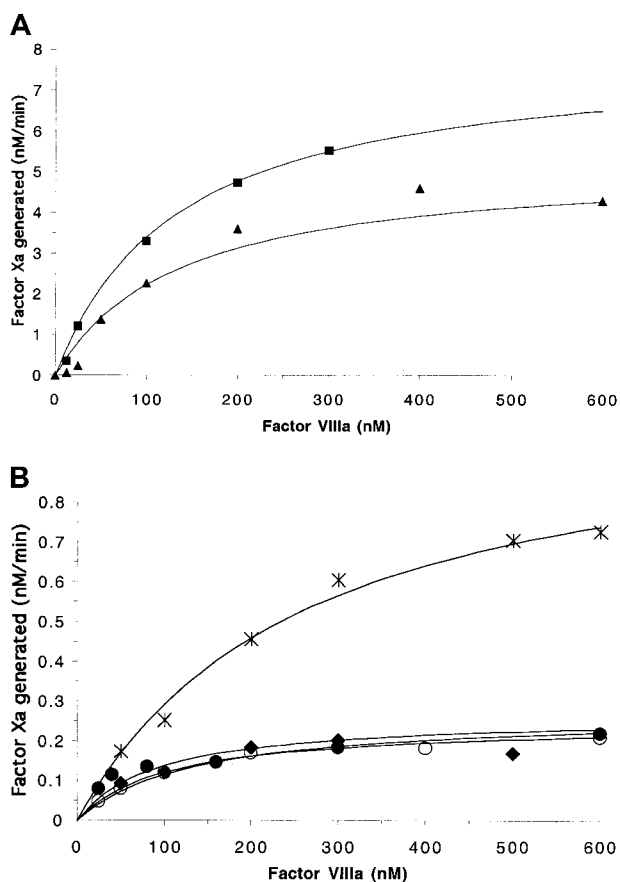 A
8
7
6
5
4
3
2
1
0
Factor Xa generated (nM/min)
0 100 200 300 400 500 600
Factor VIIIa (nM)
B
0.8
0.7
0.6
0.5
0.4
0.3
0.2
0.1
0
Factor Xa generated (nM/min)
0 100 200 300 400 500 600
Factor VIIIa (nM)